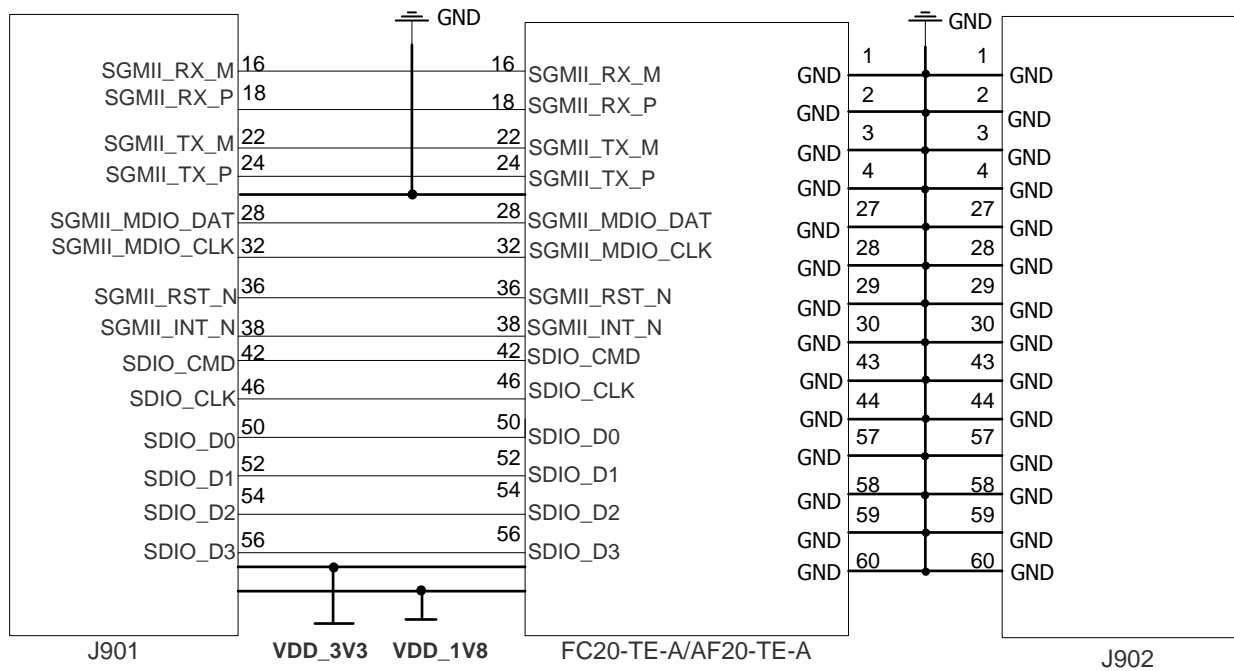 GND
GND
SGMII_RX_M 16 16 SGMII_RX_M GND 1 1 GND
SGMII_RX_P 18 18 SGMII_RX_P GND 2 2 GND
SGMII_TX_M 22 22 SGMII_TX_M GND 3 3 GND
SGMII_TX_P 24 24 SGMII_TX_P GND 4 4 GND
SGMII_MDIO_DAT 28 28 SGMII_MDIO_DAT GND 27 27 GND
SGMII_MDIO_CLK 32 32 SGMII_MDIO_CLK GND 28 28 GND
SGMII_RST_N 36 36 SGMII_RST_N GND 29 29 GND
SGMII_INT_N 38 38 SGMII_INT_N GND 30 30 GND
SDIO_CMD 42 42 SDIO_CMD GND 43 43 GND
SDIO_CLK 46 46 SDIO_CLK GND 44 44 GND
SDIO_D0 50 50 SDIO_D0 GND 57 57 GND
SDIO_D1 52 52 SDIO_D1 GND 58 58 GND
SDIO_D2 54 54 SDIO_D2 GND 59 59 GND
SDIO_D3 56 56 SDIO_D3 GND 60 60 GND
J901 VDD_3V3 VDD_1V8 FC20-TE-A/AF20-TE-A J902